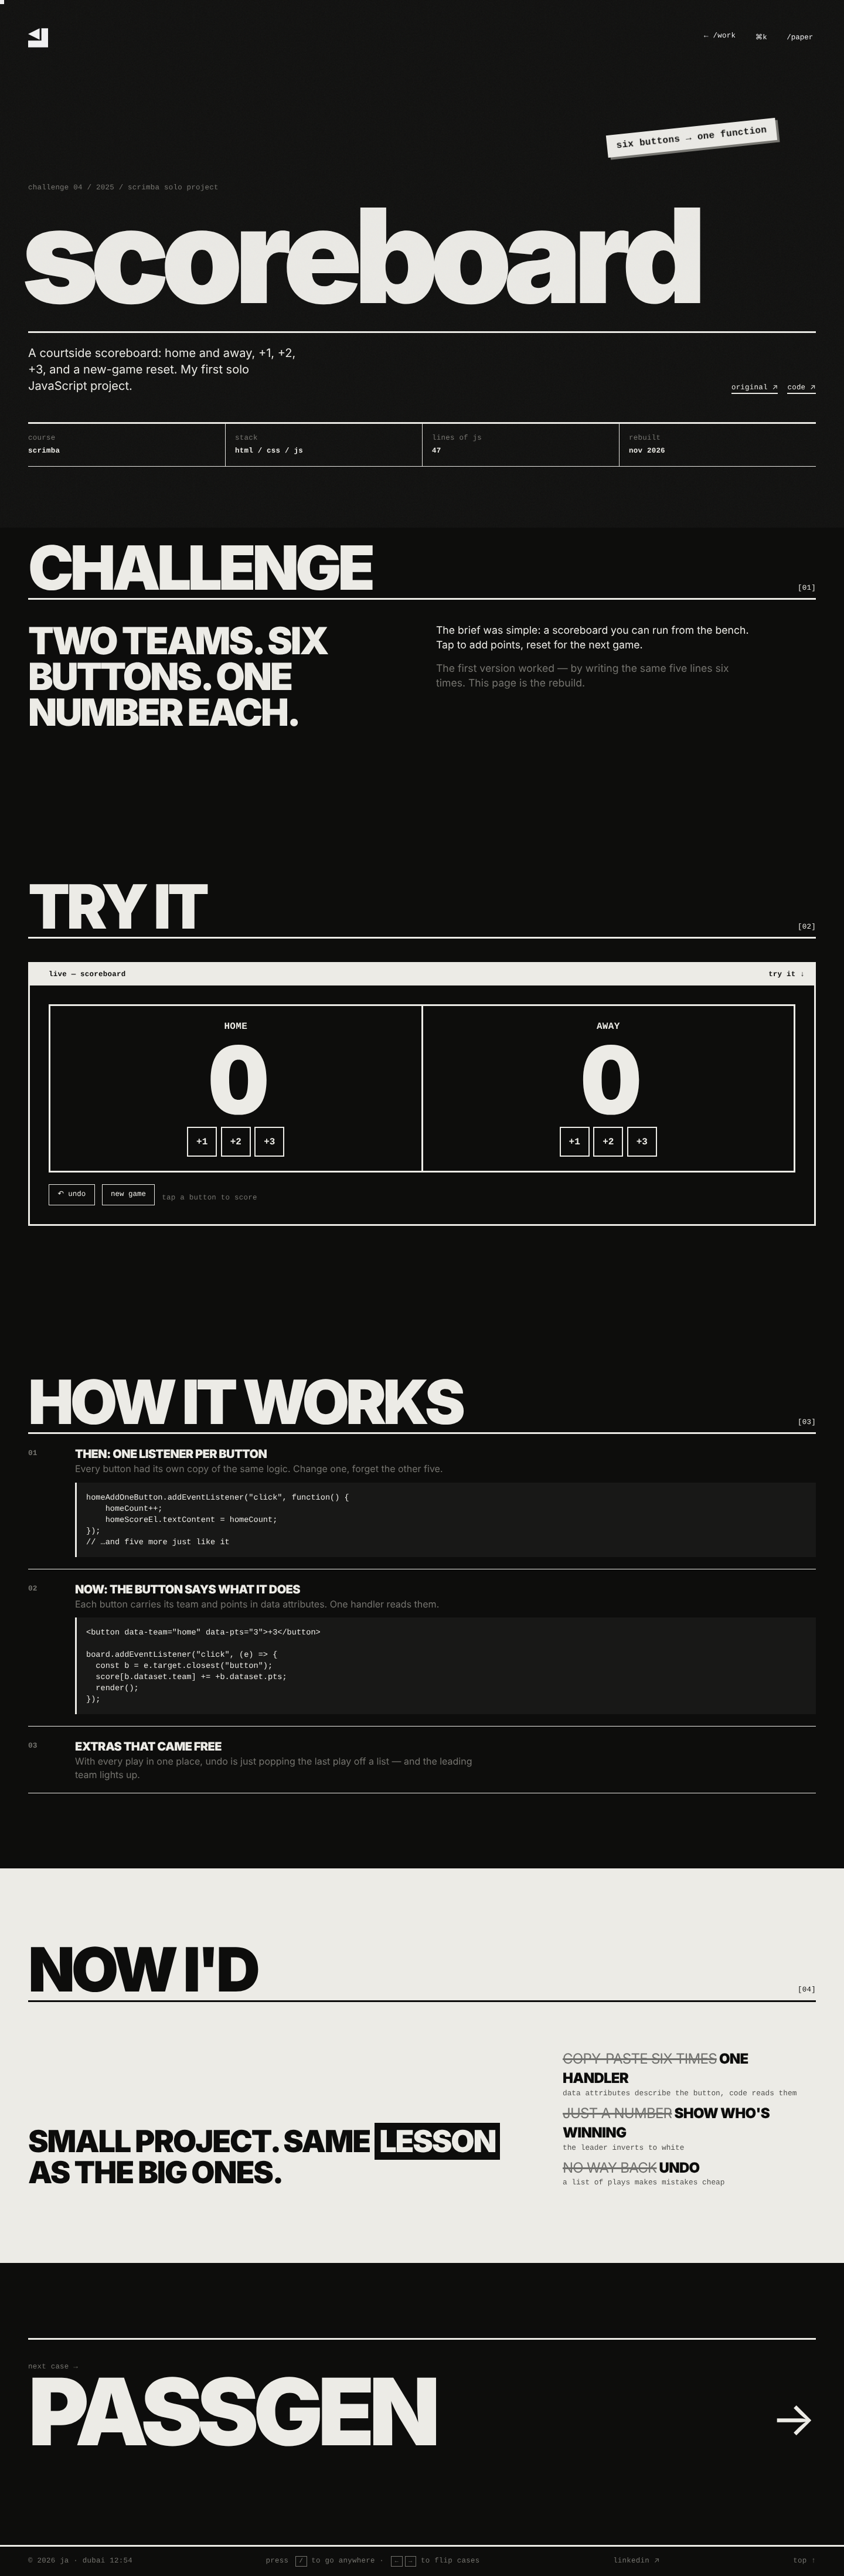 ← /work ⌘k /paper
six buttons → one function
challenge 04 / 2025 / scrimba solo project
scoreboard
A courtside scoreboard: home and away, +1, +2,
+3, and a new-game reset. My first solo
JavaScript project.
original ↗ code ↗
course
scrimba
stack
html / css / js
lines of js
47
rebuilt
nov 2026
CHALLENGE
[01]
TWO TEAMS. SIX
BUTTONS. ONE
NUMBER EACH.
The brief was simple: a scoreboard you can run from the bench.
Tap to add points, reset for the next game.
The first version worked — by writing the same five lines six
times. This page is the rebuild.
TRY IT
[02]
live — scoreboard
try it ↓
HOME
0
+1 +2 +3
AWAY
0
+1 +2 +3
↶ undo
new game
tap a button to score
HOW IT WORKS
[03]
01
THEN: ONE LISTENER PER BUTTON
Every button had its own copy of the same logic. Change one, forget the other five.
homeAddOneButton.addEventListener("click", function() {
    homeCount++;
    homeScoreEl.textContent = homeCount;
});
// …and five more just like it
02
NOW: THE BUTTON SAYS WHAT IT DOES
Each button carries its team and points in data attributes. One handler reads them.
<button data-team="home" data-pts="3">+3</button>
board.addEventListener("click", (e) => {
  const b = e.target.closest("button");
  score[b.dataset.team] += +b.dataset.pts;
  render();
});
03
EXTRAS THAT CAME FREE
With every play in one place, undo is just popping the last play off a list — and the leading
team lights up.
NOW I'D
[04]
SMALL PROJECT. SAME LESSON
AS THE BIG ONES.
COPY-PASTE SIX TIMES ONE
HANDLER
data attributes describe the button, code reads them
JUST A NUMBER SHOW WHO'S
WINNING
the leader inverts to white
NO WAY BACK UNDO
a list of plays makes mistakes cheap
next case →
PASSGEN
→
© 2026 ja · dubai 12:54
press / to go anywhere · ← → to flip cases
linkedin ↗
top ↑